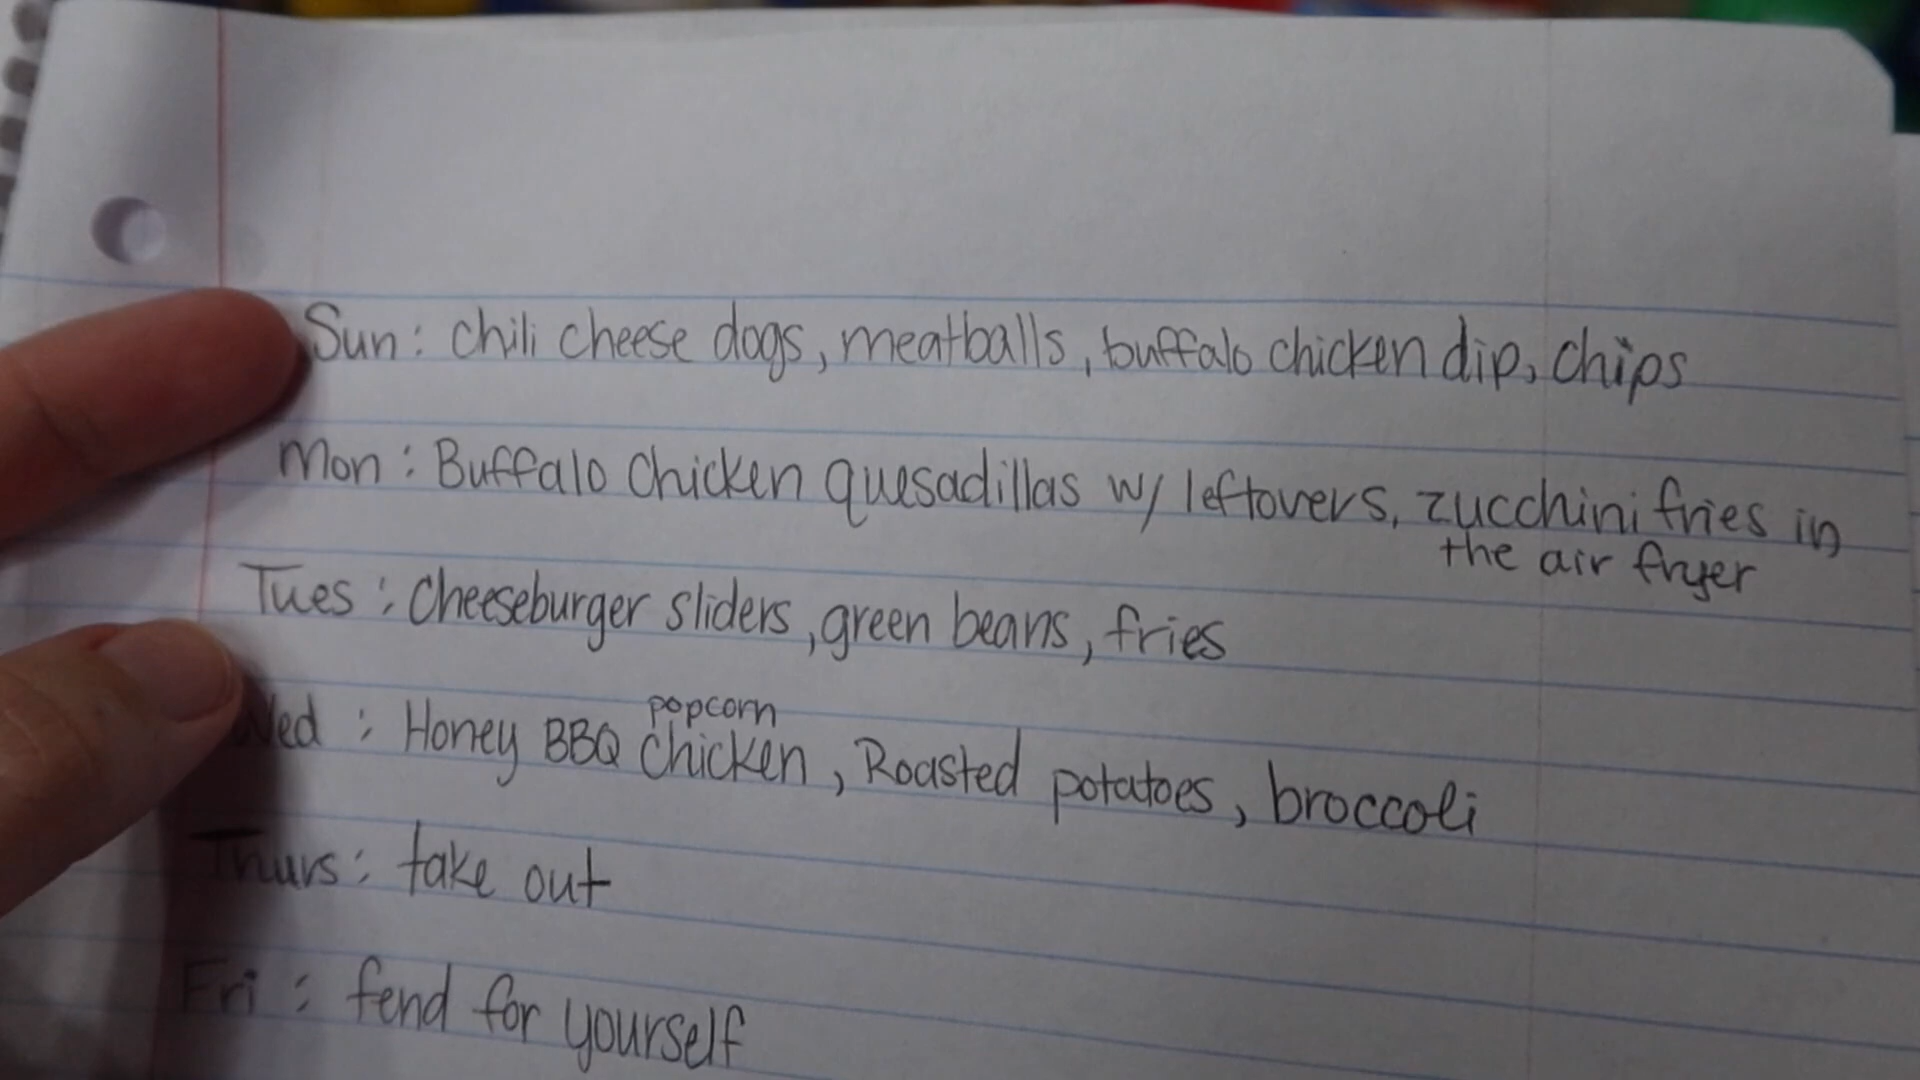 Sun: chili cheese dogs, meatballs, buffalo chicken dip, chips
Mon: Buffalo Chicken quesadillas w/ leftovers, zucchini fries in
the air fryer
Tues: Cheeseburger sliders, green beans, fries
popcorn
Wed: Honey BBQ Chicken, Roasted potatoes, broccoli
Thurs: take out
Fri: fend for yourself